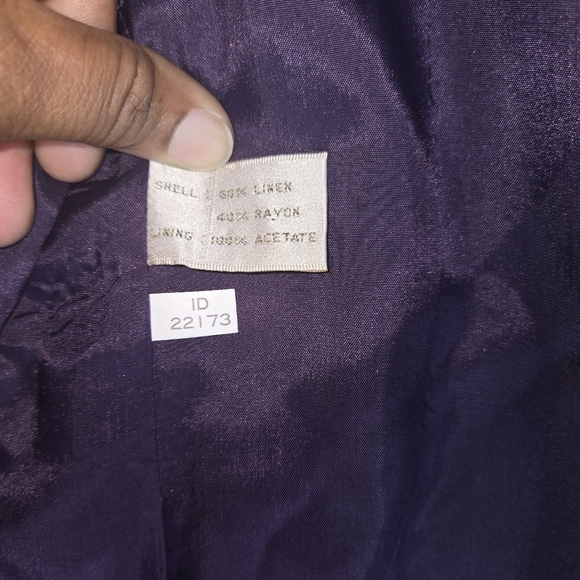 SHELL : 60% LINEN
40% RAYON
LINING : 100% ACETATE
ID
22173